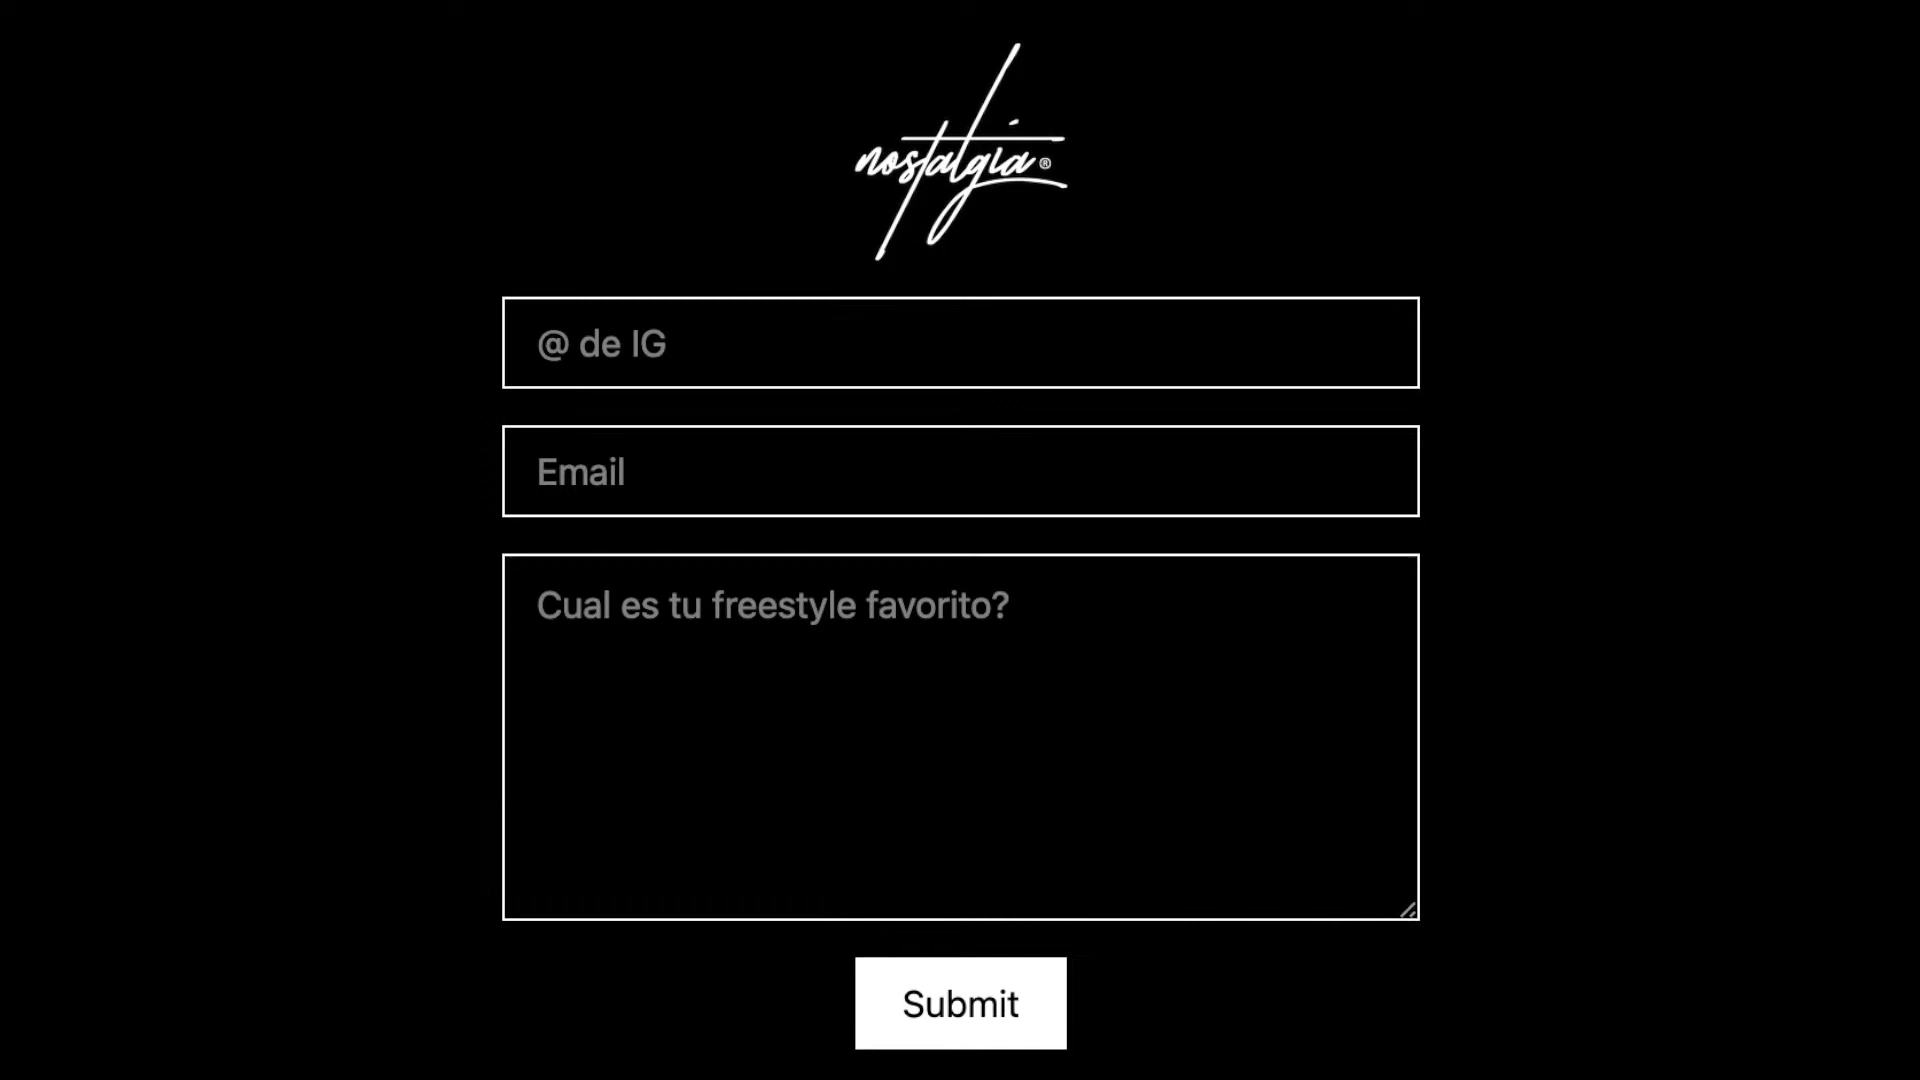 nostalgia®
@ de IG
Email
Cual es tu freestyle favorito?
Submit